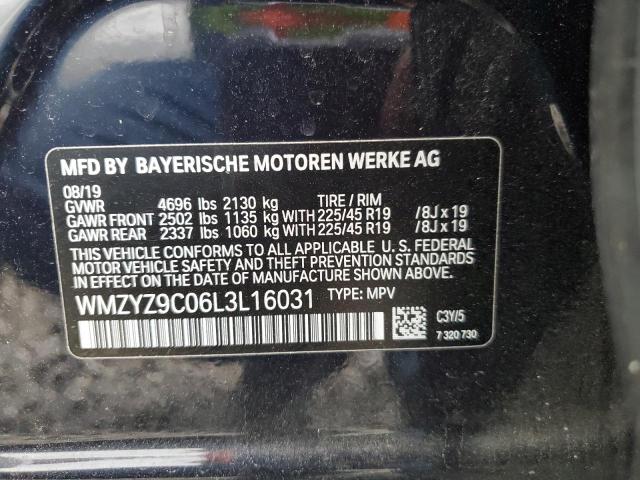 MFD BY BAYERISCHE MOTOREN WERKE AG
08/19
GVWR 4696 lbs 2130 kg TIRE / RIM
GAWR FRONT 2502 lbs 1135 kg WITH 225/45 R19 / 8J x 19
GAWR REAR 2337 lbs 1060 kg WITH 225/45 R19 / 8J x 19
THIS VEHICLE CONFORMS TO ALL APPLICABLE U. S. FEDERAL
MOTOR VEHICLE SAFETY AND THEFT PREVENTION STANDARDS
IN EFFECT ON THE DATE OF MANUFACTURE SHOWN ABOVE.
WMZYZ9C06L3L16031 TYPE: MPV
C3Y/5
7 320 730